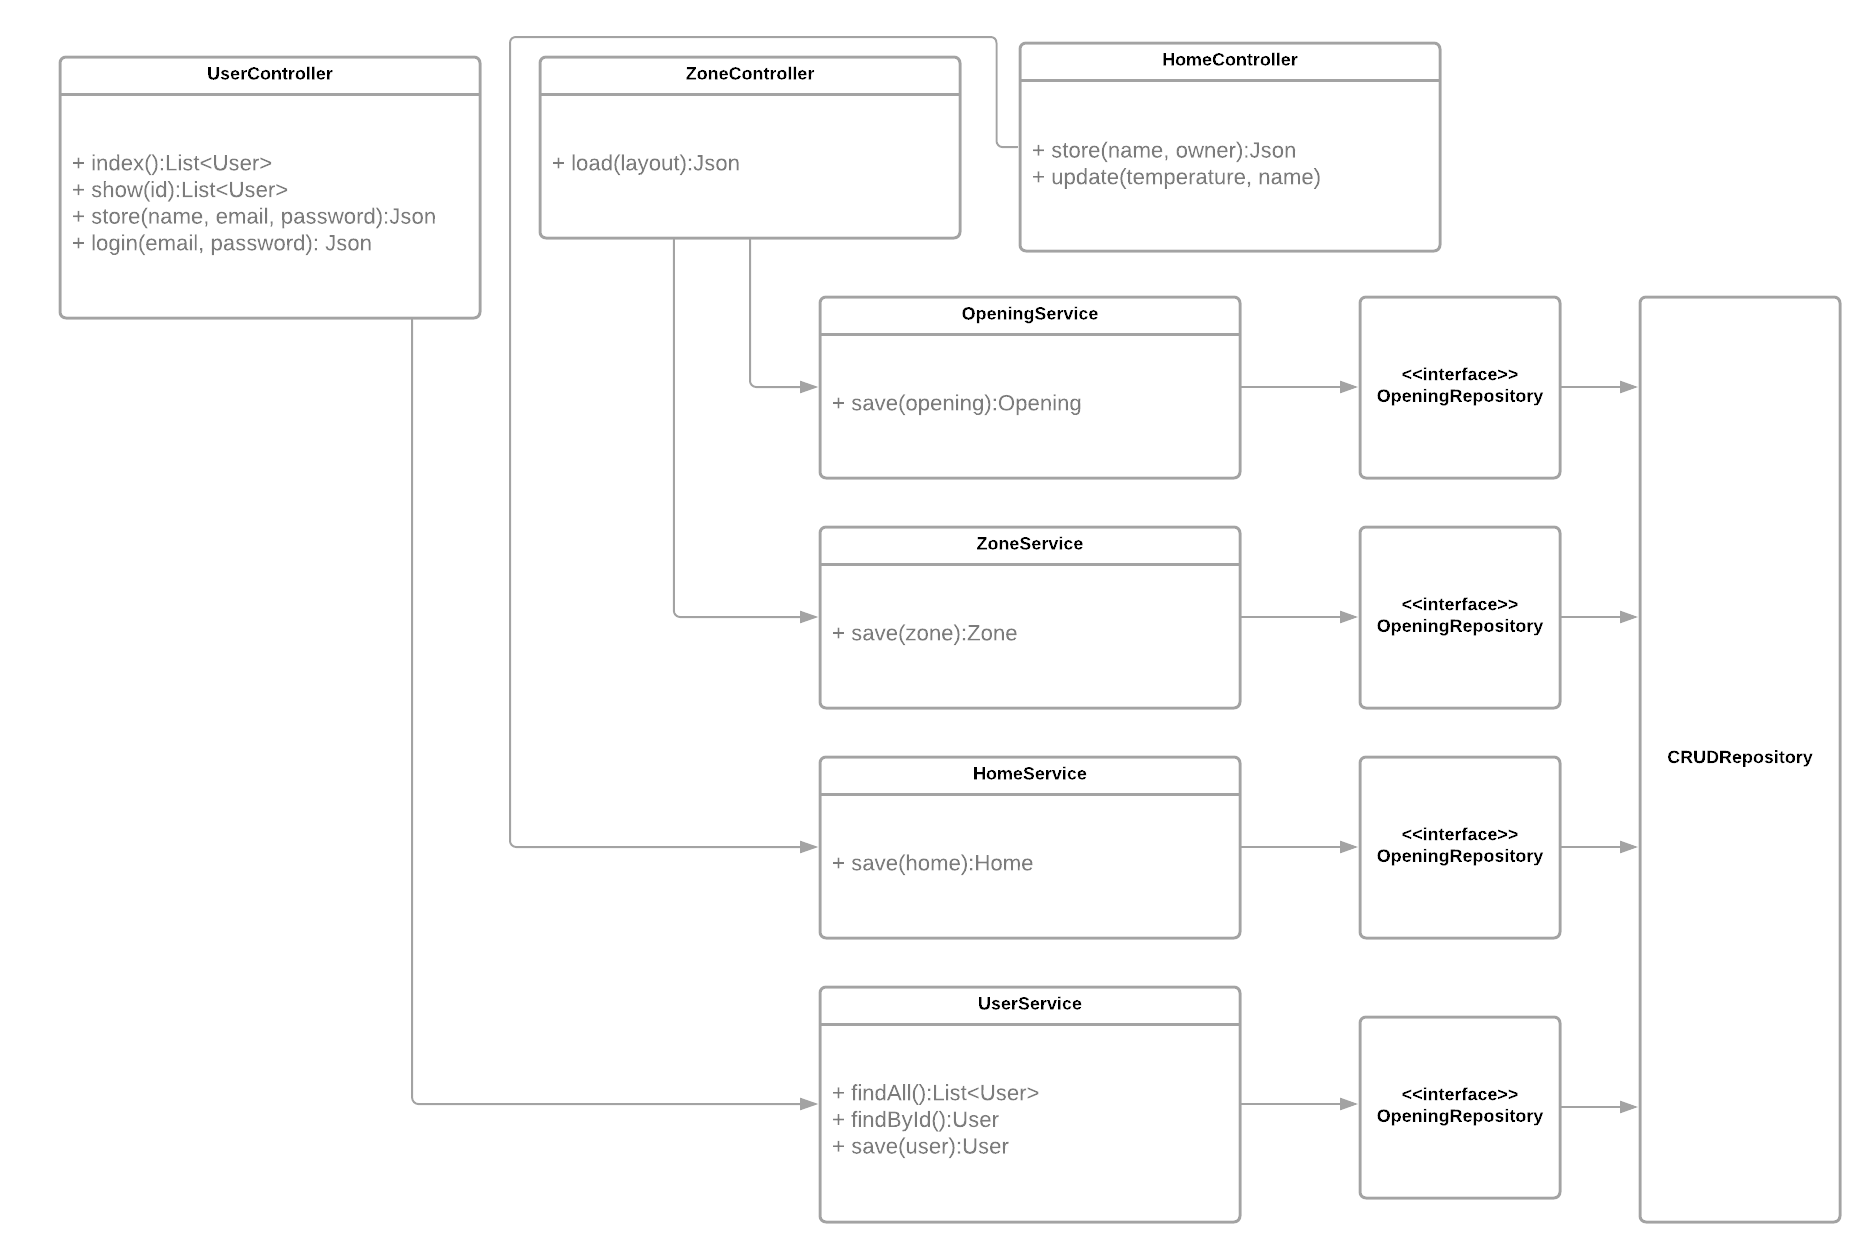 UserController
+ index():List<User>
+ show(id):List<User>
+ store(name, email, password):Json
+ login(email, password): Json
ZoneController
+ load(layout):Json
HomeController
+ store(name, owner):Json
+ update(temperature, name)
OpeningService
+ save(opening):Opening
<<interface>>
OpeningRepository
ZoneService
+ save(zone):Zone
<<interface>>
OpeningRepository
HomeService
+ save(home):Home
<<interface>>
OpeningRepository
UserService
+ findAll():List<User>
+ findById():User
+ save(user):User
<<interface>>
OpeningRepository
CRUDRepository